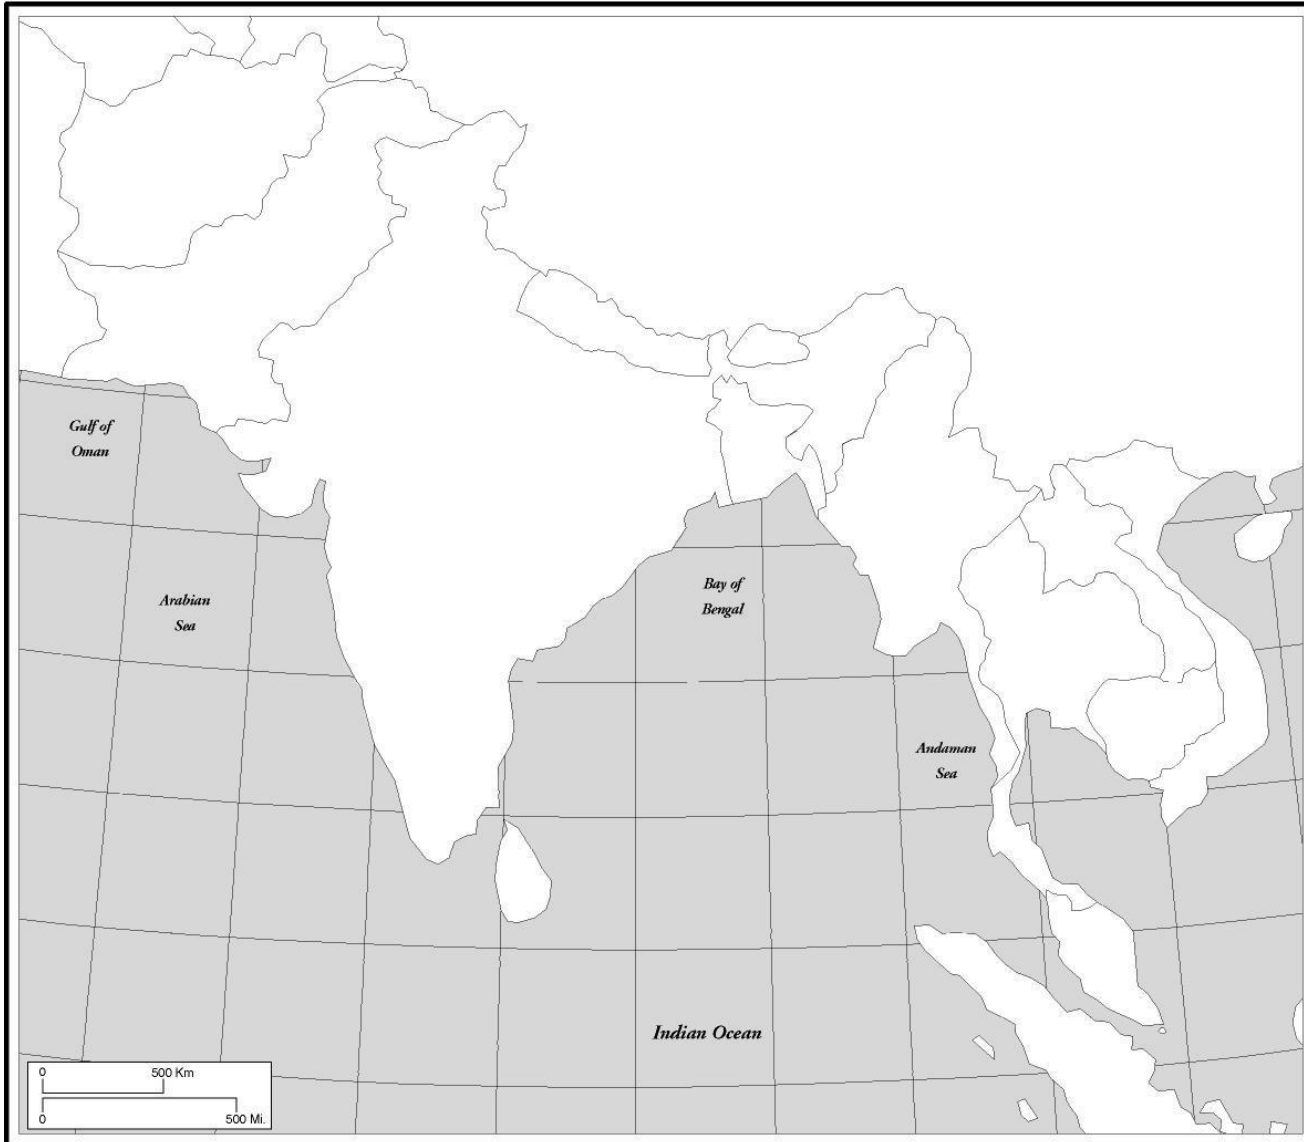 Gulf of
Oman
Arabian
Sea
Bay of
Bengal
Andaman
Sea
Indian Ocean
0 500 Km
0 500 Mi.